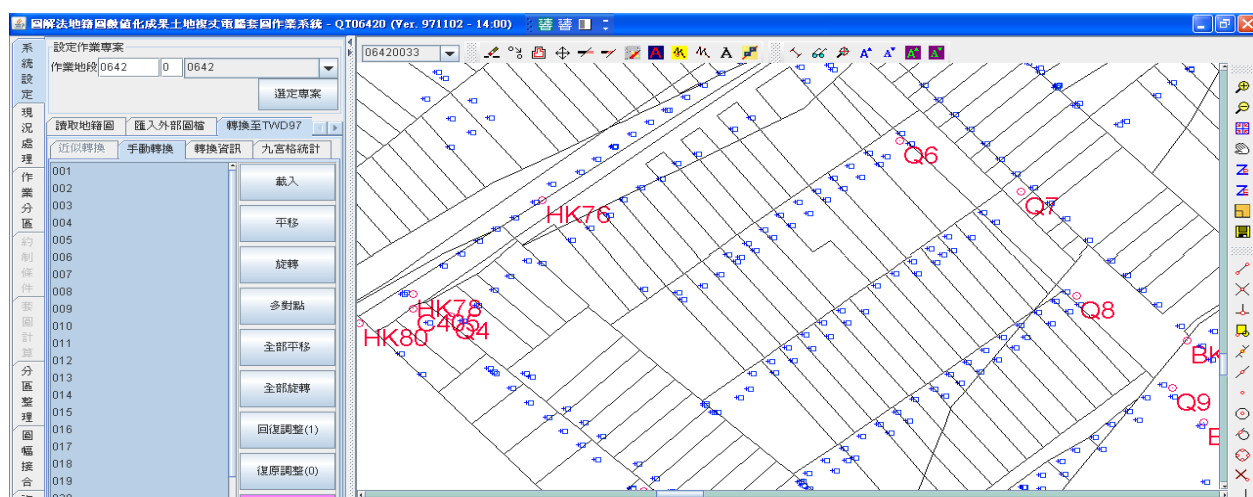 圖解法地籍圖數值化成果土地複丈電腦套圖作業系統 - QT06420 (Ver. 971102 - 14:00)
系統設定
現況處理
作業分區
約制條件
套圖計算
分區整理
圖幅接合
設定作業專案
作業地段 0642 0 0642
選定專案
讀取地籍圖 匯入外部圖檔 轉換至TWD97
近似轉換 手動轉換 轉換資訊 九宮格統計
001
002
003
004
005
006
007
008
009
010
011
012
013
014
015
016
017
018
019
載入
平移
旋轉
多對點
全部平移
全部旋轉
回復調整(1)
復原調整(0)
06420033
Q6
HK76
Q7
HK78
C405
Q4
HK80
Q8
BK
Q9